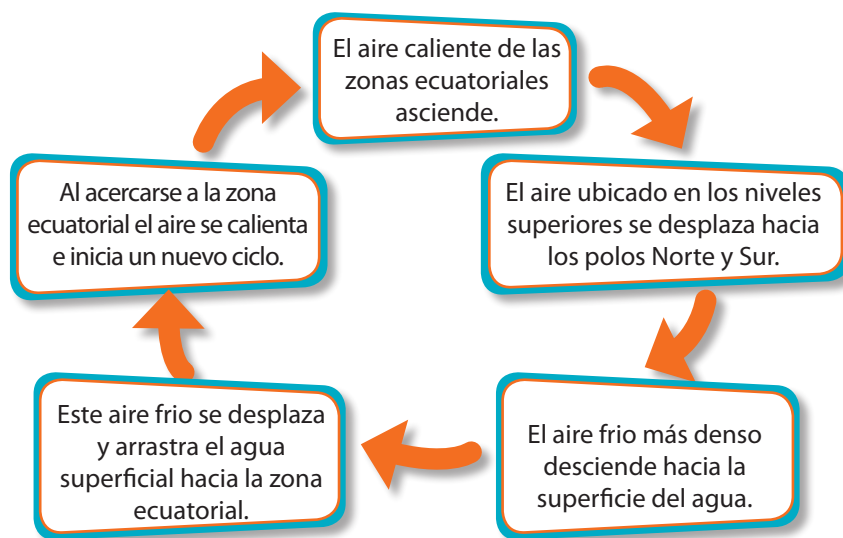 El aire caliente de las
zonas ecuatoriales
asciende.
El aire ubicado en los niveles
superiores se desplaza hacia
los polos Norte y Sur.
El aire frio más denso
desciende hacia la
superficie del agua.
Este aire frio se desplaza
y arrastra el agua
superficial hacia la zona
ecuatorial.
Al acercarse a la zona
ecuatorial el aire se calienta
e inicia un nuevo ciclo.